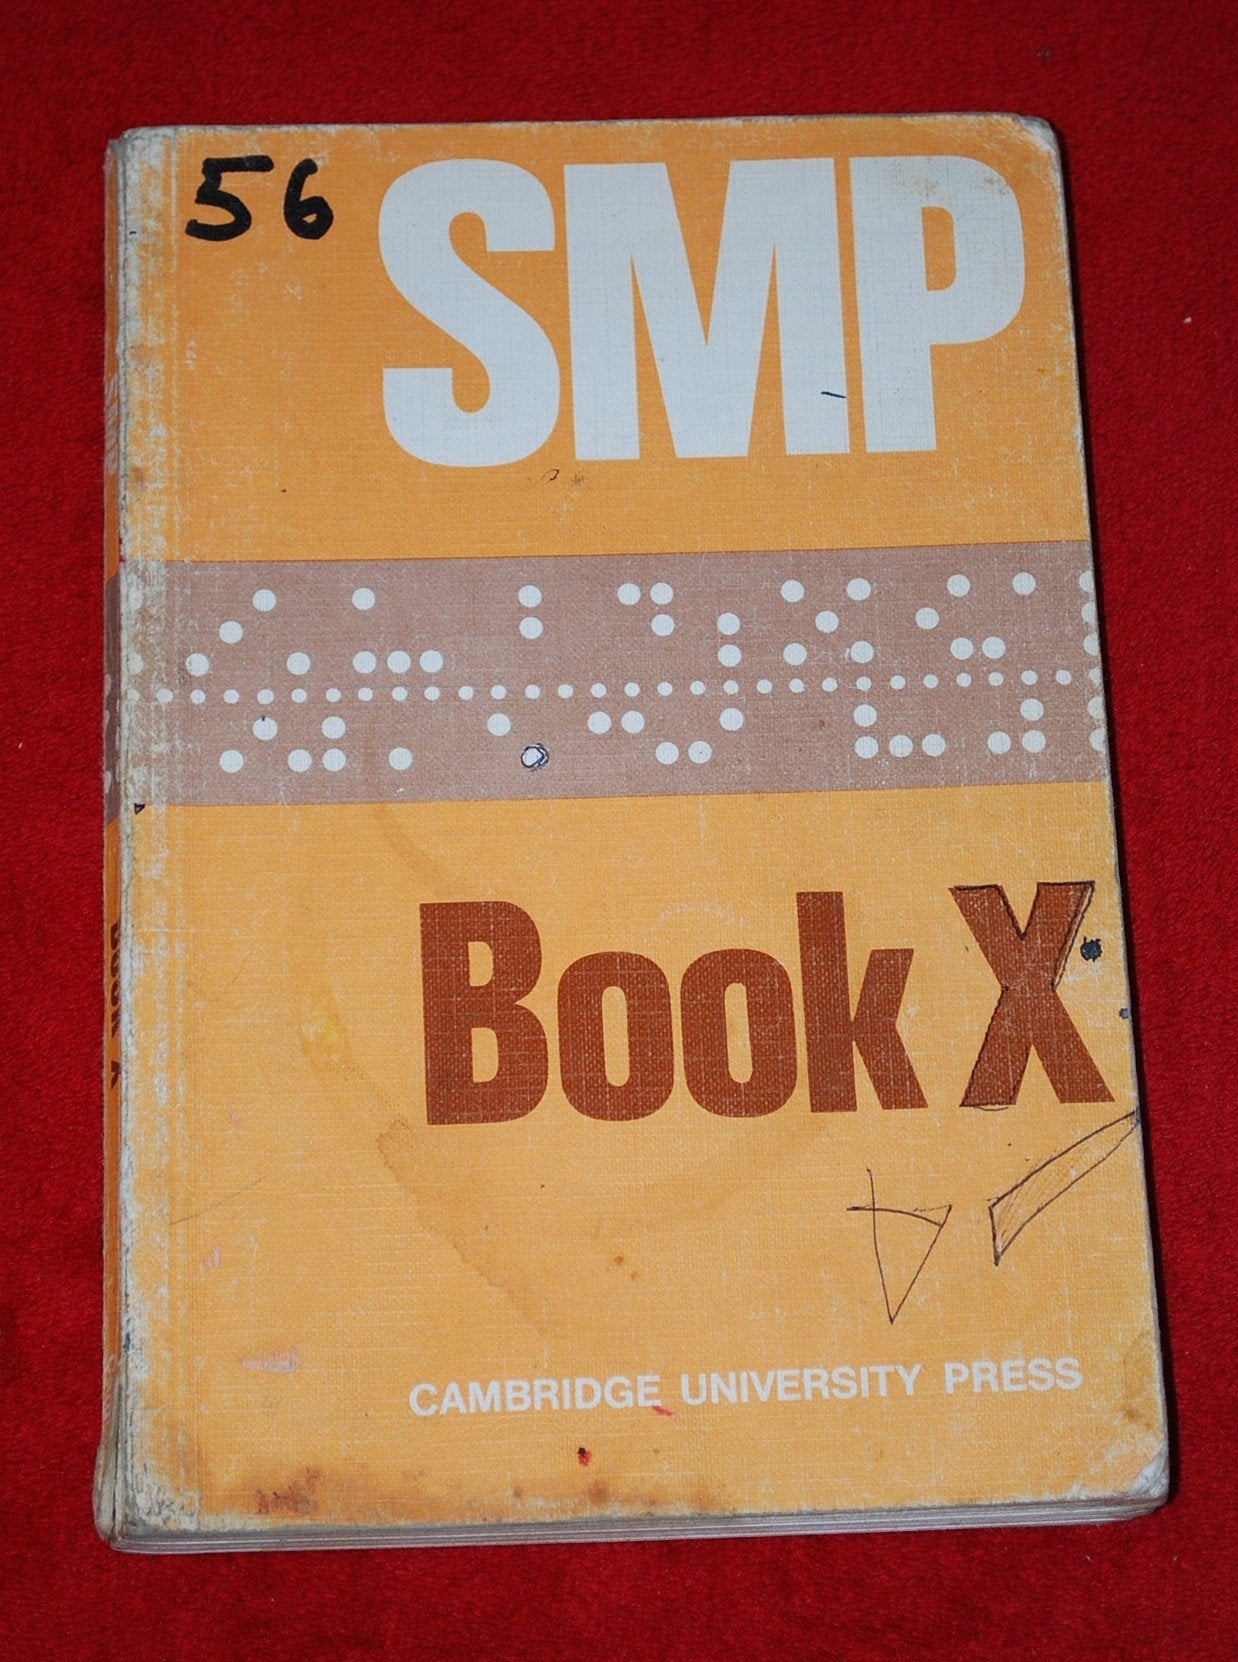 56
SMP
Book X
CAMBRIDGE UNIVERSITY PRESS